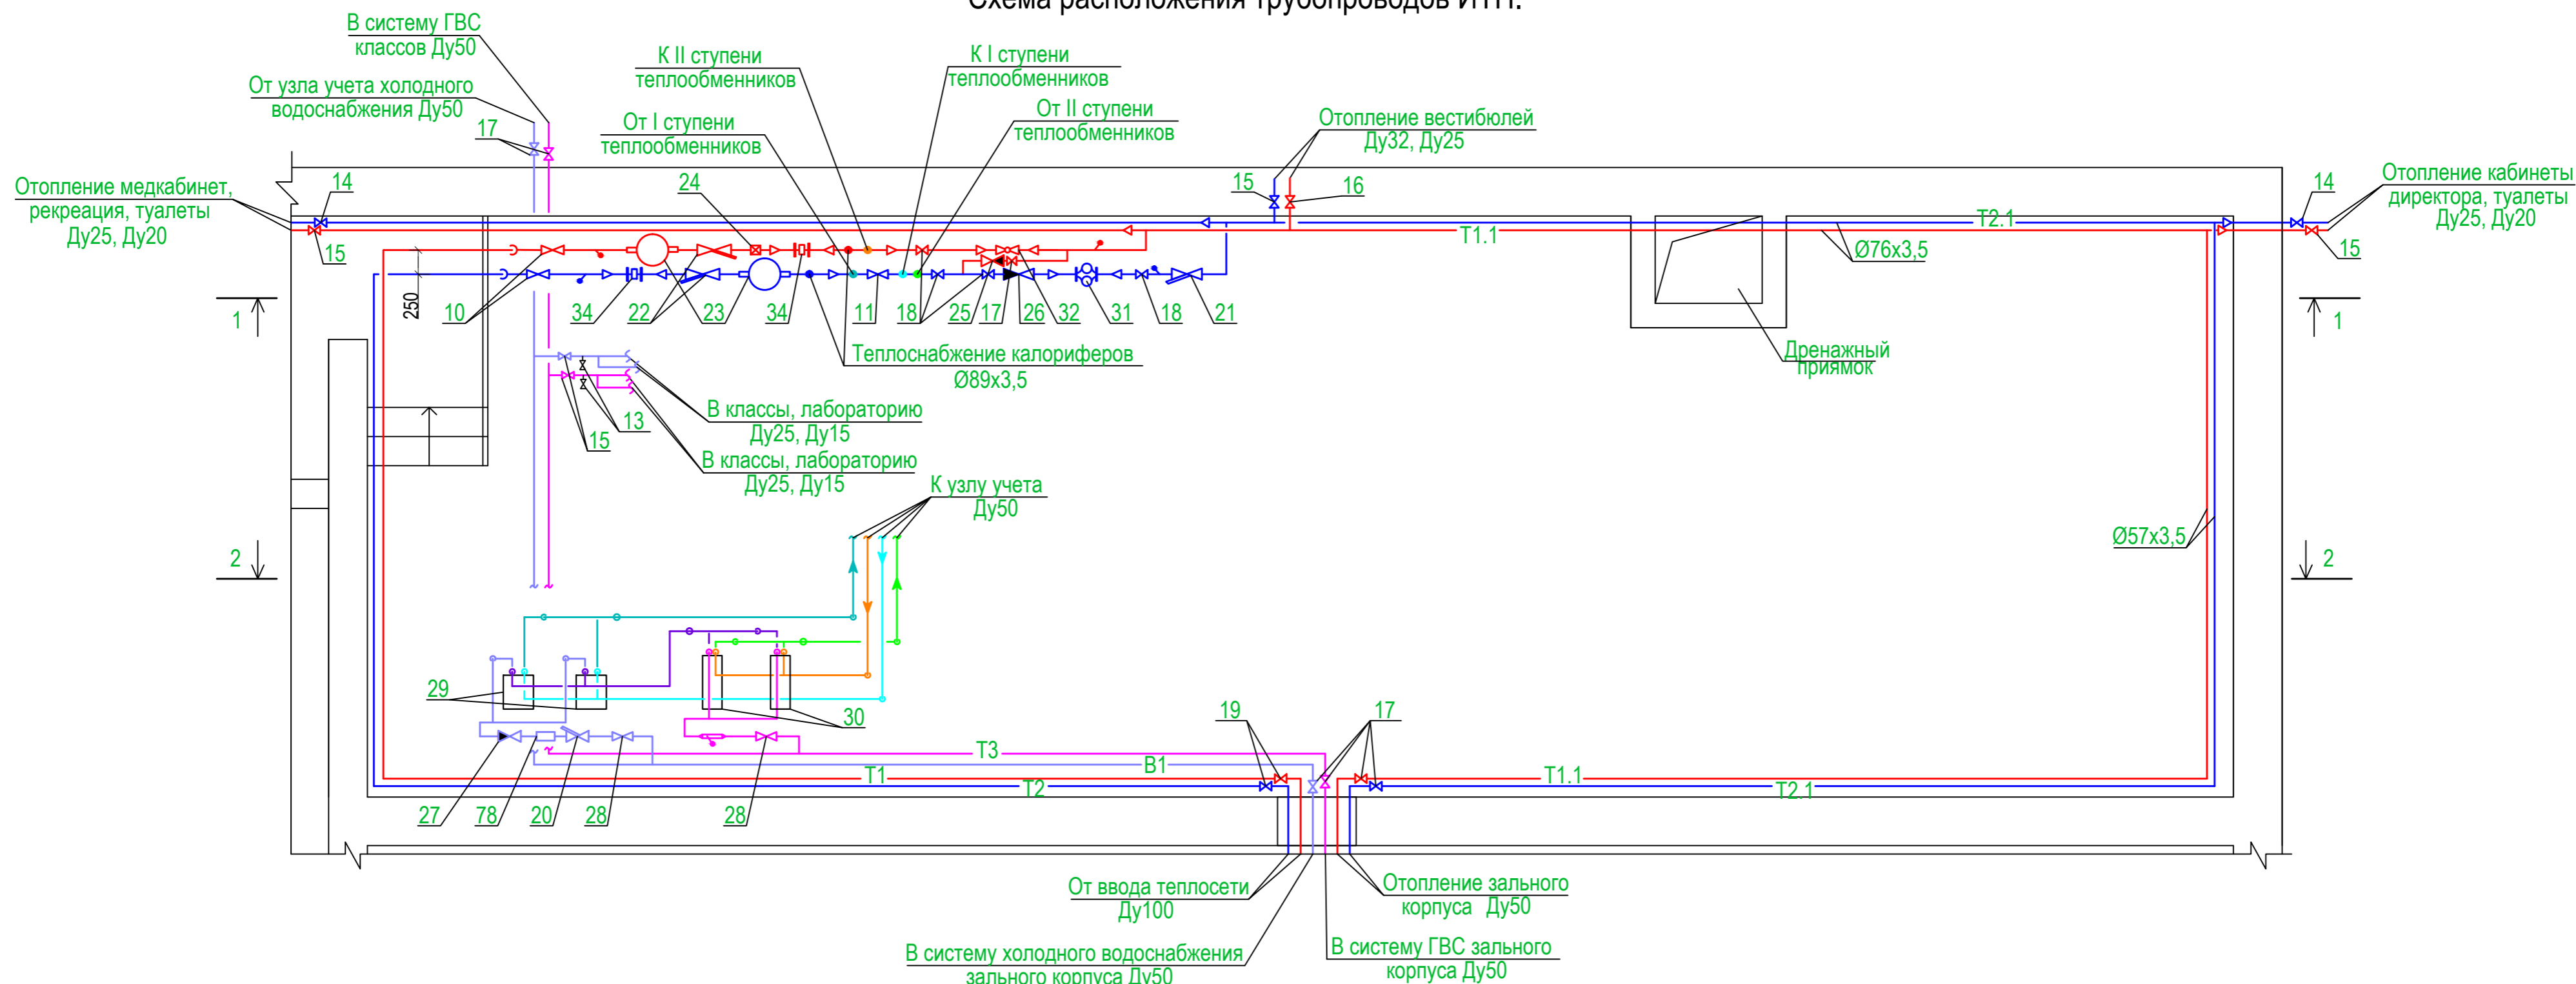 Схема расположения трубопроводов ИТП.
В систему ГВС
классов Ду50
К II ступени
теплообменников
К I ступени
теплообменников
От узла учета холодного
водоснабжения Ду50
17
От I ступени
теплообменников
От II ступени
теплообменников
Отопление вестибюлей
Ду32, Ду25
Отопление медкабинет,
рекреация, туалеты
Ду25, Ду20
14
15
24
15
16
14
Отопление кабинеты
директора, туалеты
Ду25, Ду20
15
Т1.1
Т2.1
Ø76х3,5
250
1
10
34
22
23
34
11
18
25
17
26
32
31
18
21
1
Теплоснабжение калориферов
Ø89х3,5
Дренажный
приямок
13
15
В классы, лабораторию
Ду25, Ду15
В классы, лабораторию
Ду25, Ду15
К узлу учета
Ду50
Ø57х3,5
2
2
29
30
19
17
Т3
В1
Т1
Т2
Т1.1
Т2.1
27
78
20
28
28
От ввода теплосети
Ду100
Отопление зального
корпуса Ду50
В систему холодного водоснабжения
зального корпуса Ду50
В систему ГВС зального
корпуса Ду50